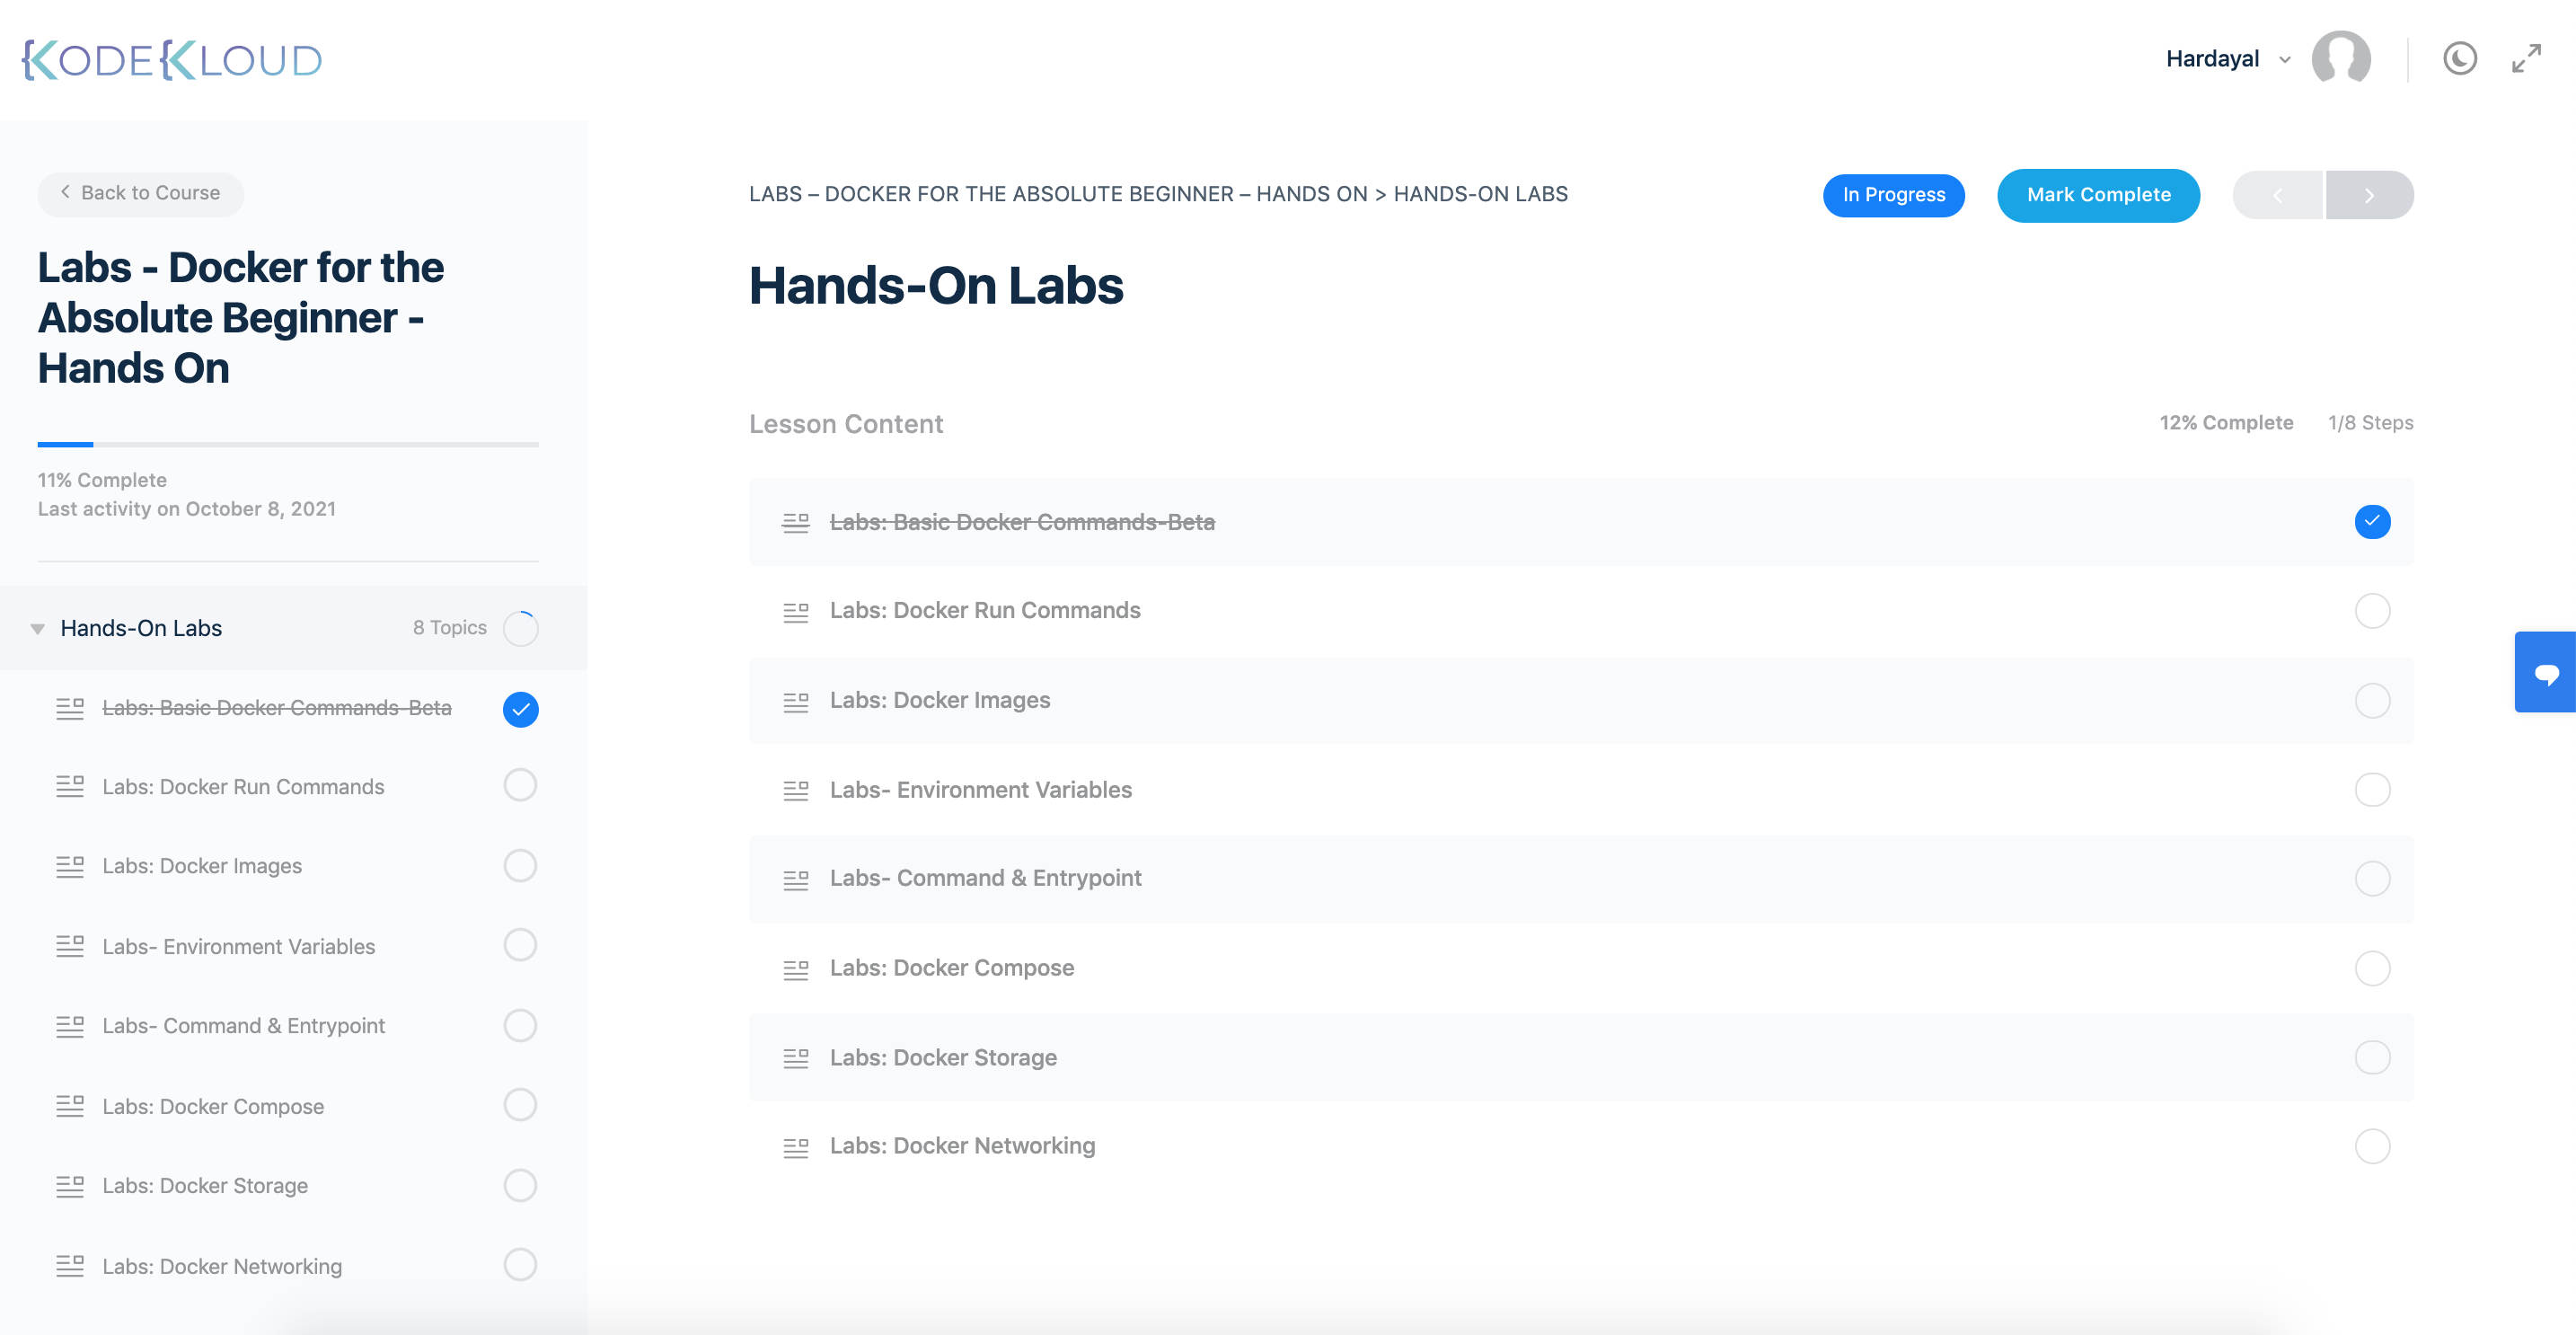 {KODE{KLOUD
Hardayal
Back to Course
Labs - Docker for the
Absolute Beginner -
Hands On
11% Complete
Last activity on October 8, 2021
Hands-On Labs 8 Topics
Labs: Basic Docker Commands-Beta
Labs: Docker Run Commands
Labs: Docker Images
Labs- Environment Variables
Labs- Command & Entrypoint
Labs: Docker Compose
Labs: Docker Storage
Labs: Docker Networking
LABS – DOCKER FOR THE ABSOLUTE BEGINNER – HANDS ON > HANDS-ON LABS
In Progress
Mark Complete
Hands-On Labs
Lesson Content 12% Complete 1/8 Steps
Labs: Basic Docker Commands-Beta
Labs: Docker Run Commands
Labs: Docker Images
Labs- Environment Variables
Labs- Command & Entrypoint
Labs: Docker Compose
Labs: Docker Storage
Labs: Docker Networking